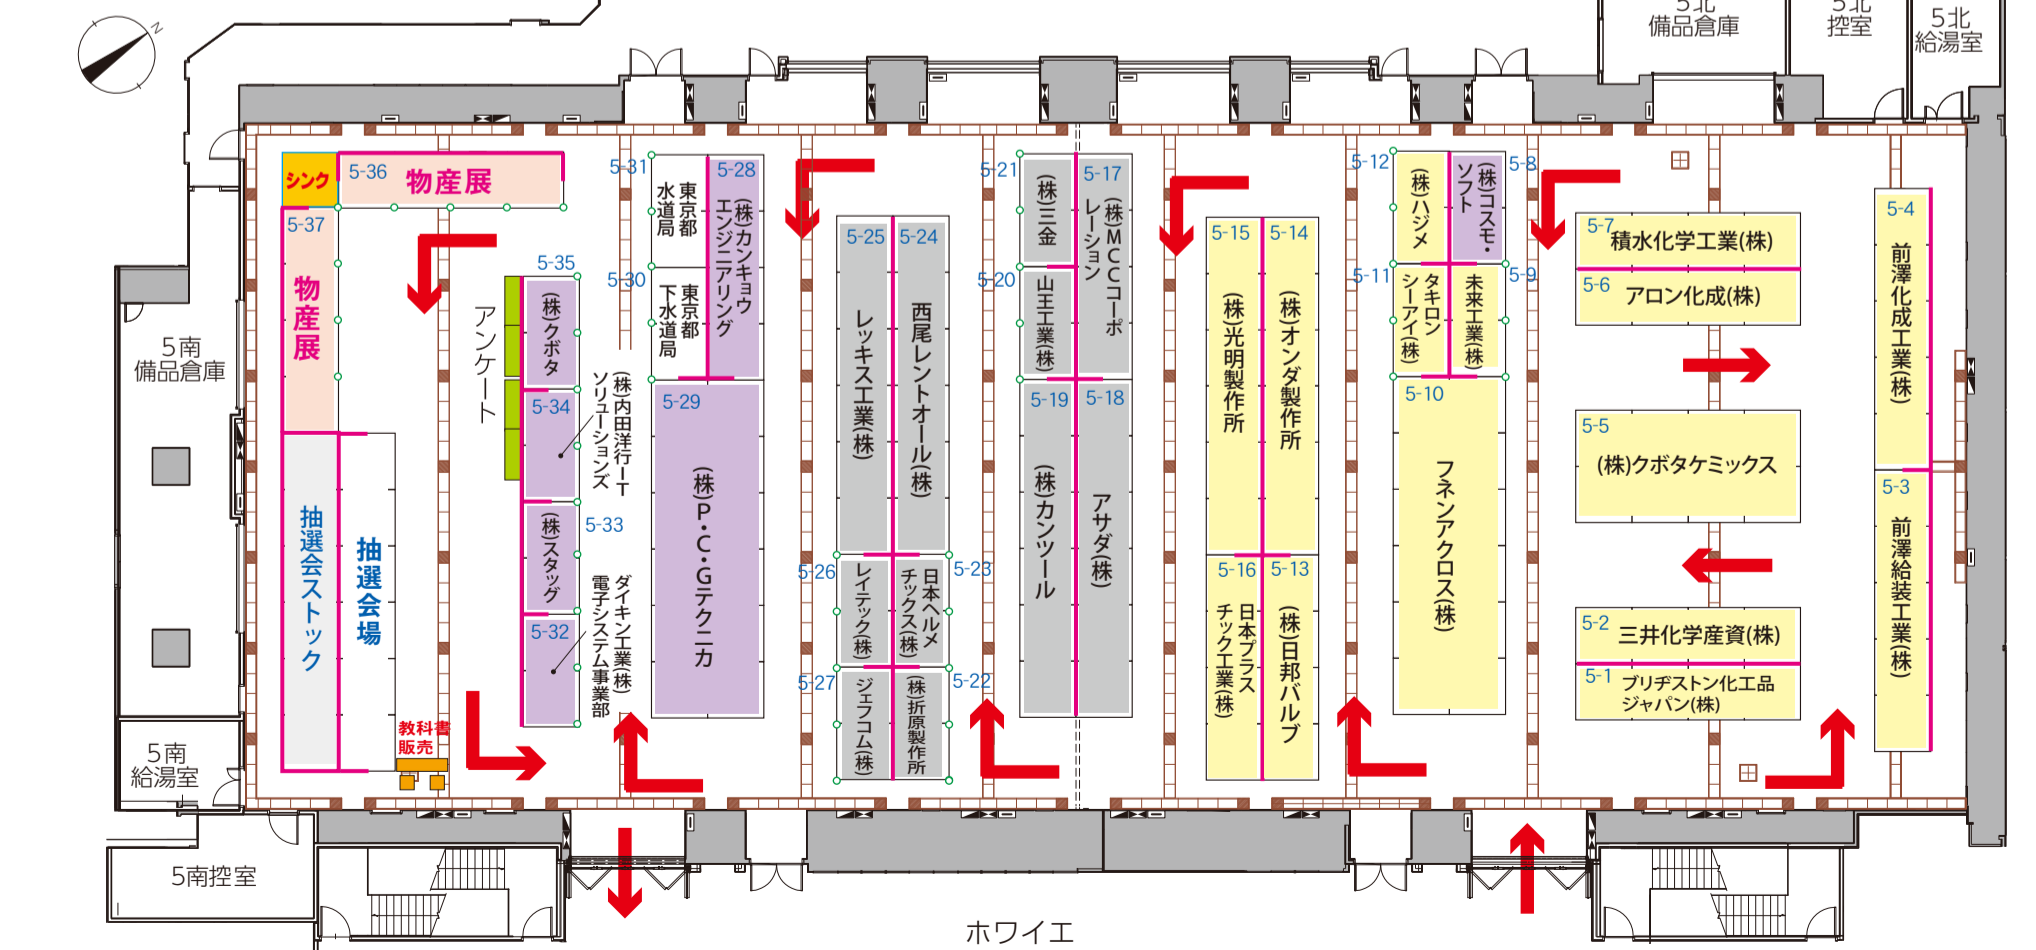 N
5北
備品倉庫
5北
控室
5北
給湯室
シンク
5-36
物産展
5-37
物産展
抽選会ストック
抽選会場
教科書
販売
5南
備品倉庫
5南
給湯室
5南控室
アンケート
5-35
(株)クボタ
5-34
(株)内田洋行IT
ソリューションズ
5-33
(株)スタッグ
5-32
ダイキン工業(株)
電子システム事業部
5-31
東京都
水道局
5-30
東京都
下水道局
5-28
(株)カンキョウ
エンジニアリング
5-29
(株)P・C・Gテクニカ
5-25
レッキス工業(株)
5-24
西尾レントオール(株)
5-26
レイテック(株)
5-23
日本ヘルメ
チックス(株)
5-27
ジェフコム(株)
5-22
(株)折原製作所
5-21
(株)三金
5-20
山王工業(株)
5-17
(株)MCCコーポ
レーション
5-19
(株)カンツール
5-18
アサダ(株)
5-15
(株)光明製作所
5-14
(株)オンダ製作所
5-16
日本プラス
チック工業(株)
5-13
(株)日邦バルブ
5-12
(株)ハジメ
5-8
(株)コスモ・
ソフト
5-11
タキロン
シーアイ(株)
5-9
未来工業(株)
5-10
フネンアクロス(株)
5-7
積水化学工業(株)
5-6
アロン化成(株)
5-5
(株)クボタケミックス
5-2
三井化学産資(株)
5-1
ブリヂストン化工品
ジャパン(株)
5-4
前澤化成工業(株)
5-3
前澤給装工業(株)
ホワイエ